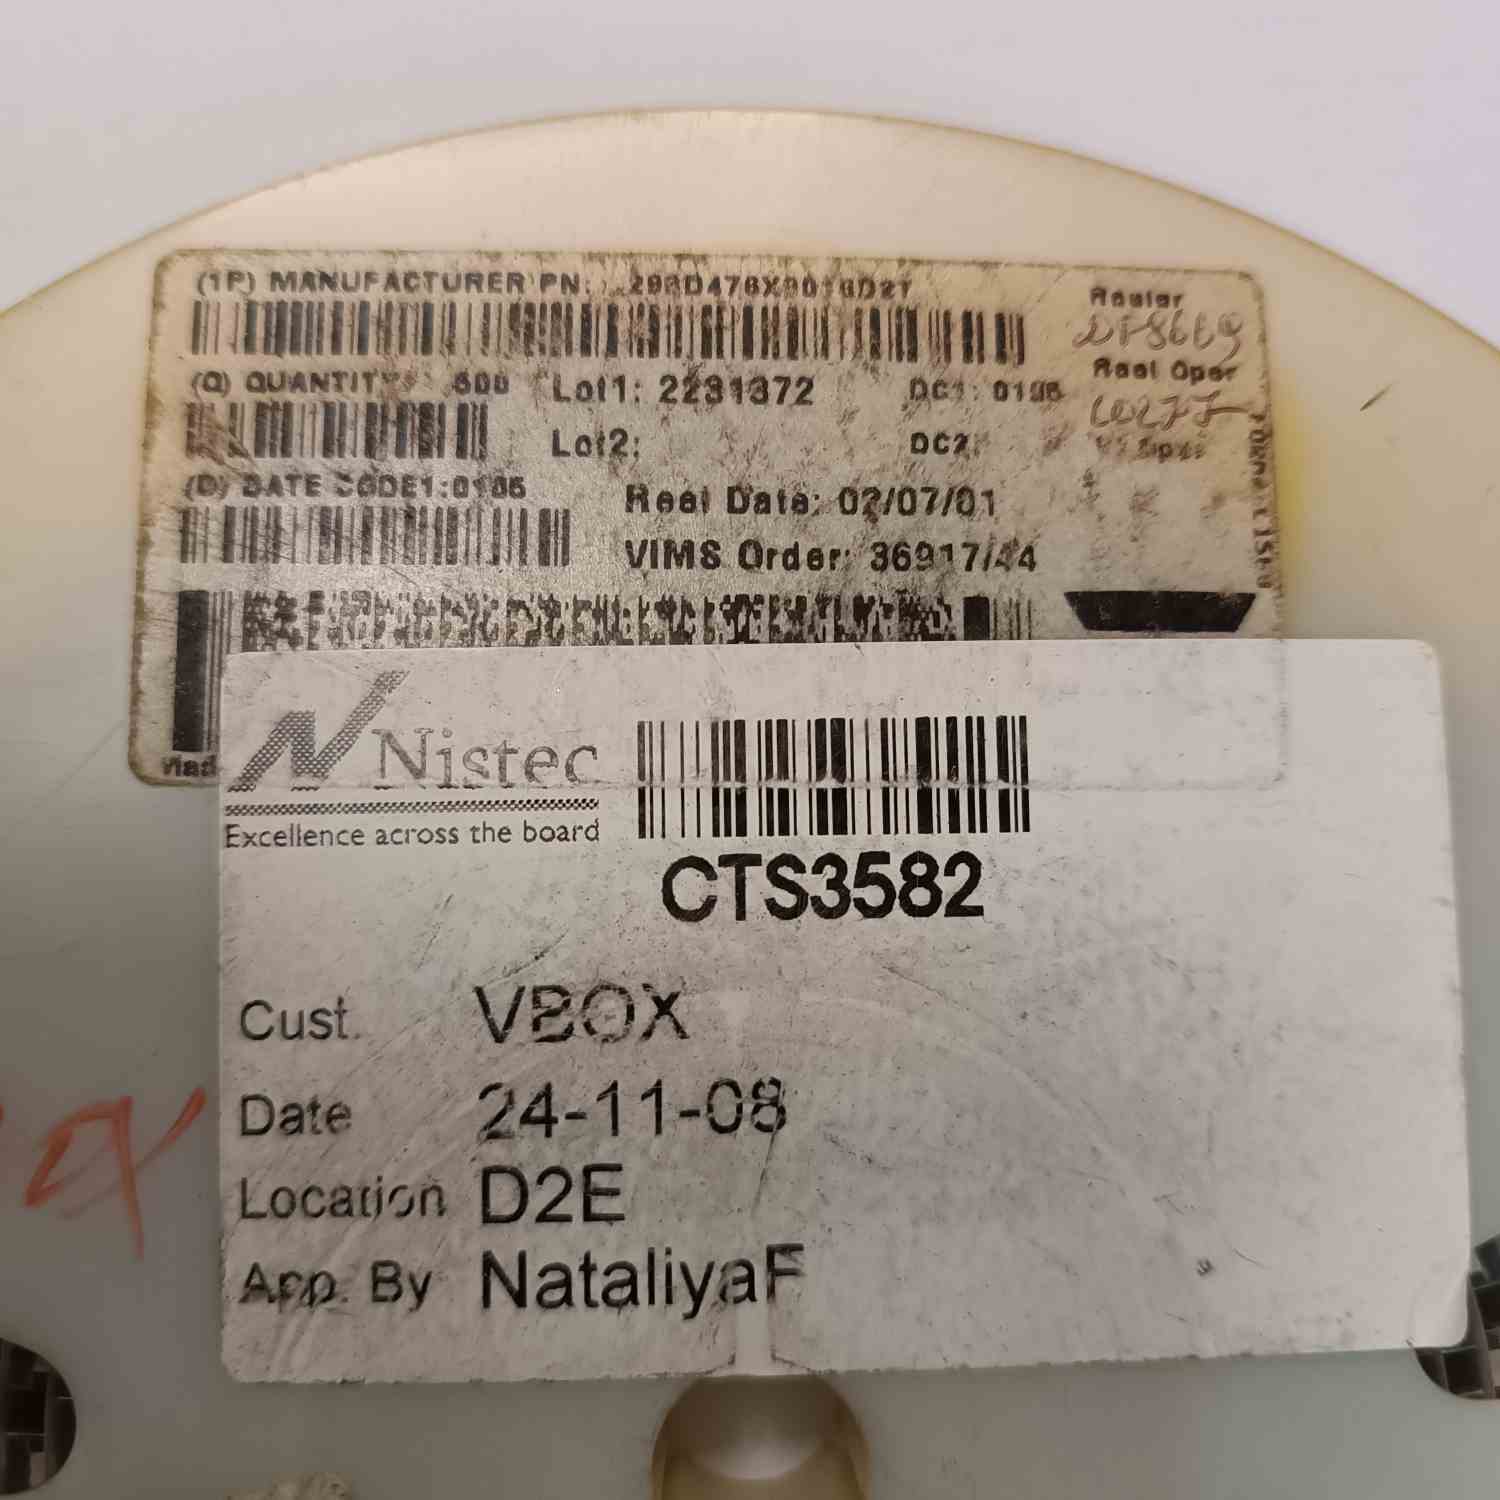 (1P) MANUFACTURER PN: 293D476X9016D2T
Reeler
(Q) QUANTITY: 500 Lot1: 2231372 DC1: 0105
Reel Oper
Lot2: DC2:
(D) DATE CODE1:0105
Reel Date: 02/07/01
VIMS Order: 36917/44
Nistec
Excellence across the board
CTS3582
Cust. VBOX
Date 24-11-08
Location D2E
App. By NataliyaF